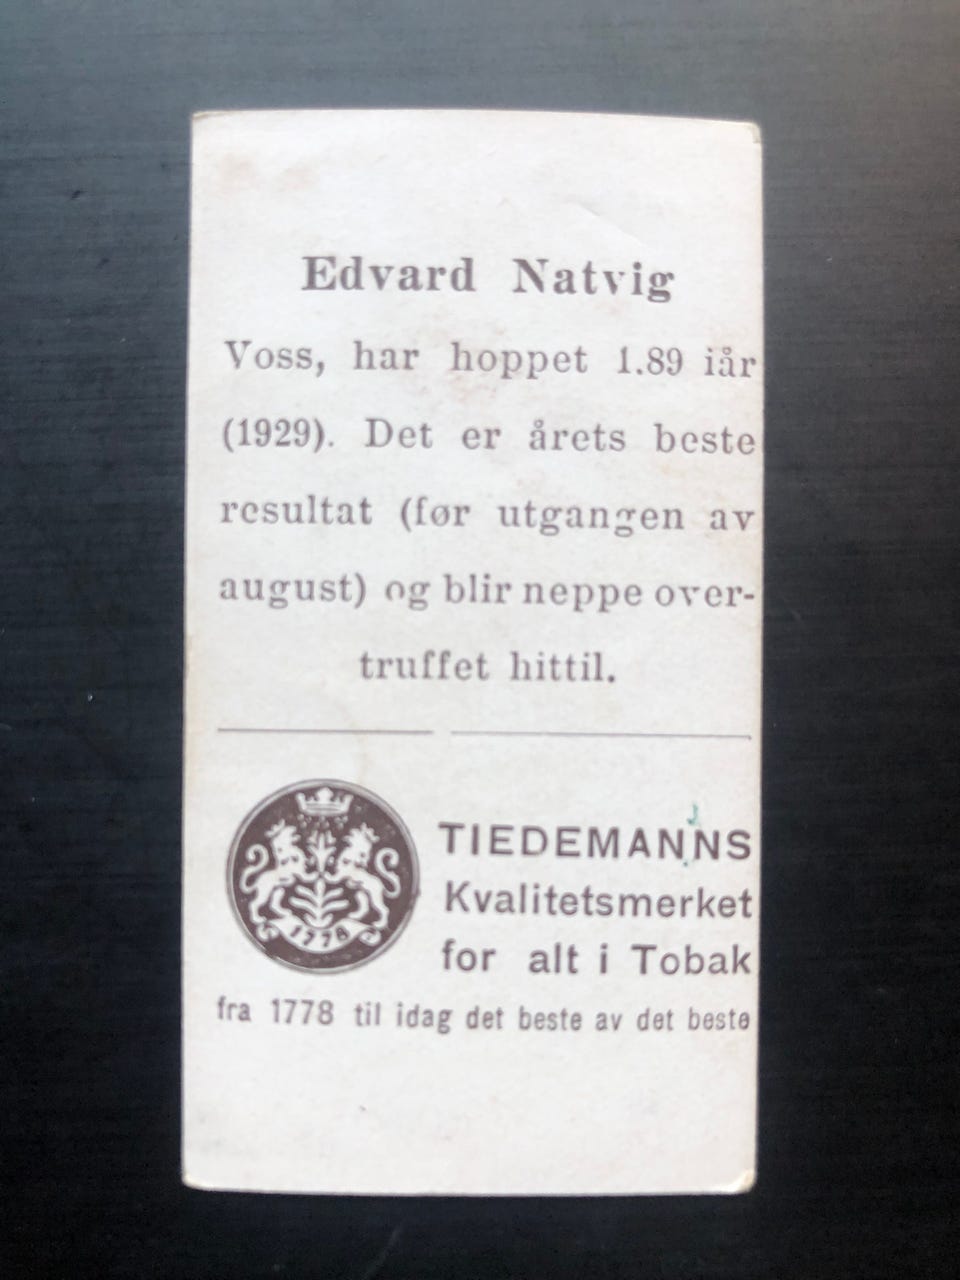 Edvard Natvig
Voss, har hoppet 1.89 iår
(1929). Det er årets beste
resultat (før utgangen av
august) og blir neppe over-
truffet hittil.
1778
TIEDEMANNS
Kvalitetsmerket
for alt i Tobak
fra 1778 til idag det beste av det beste